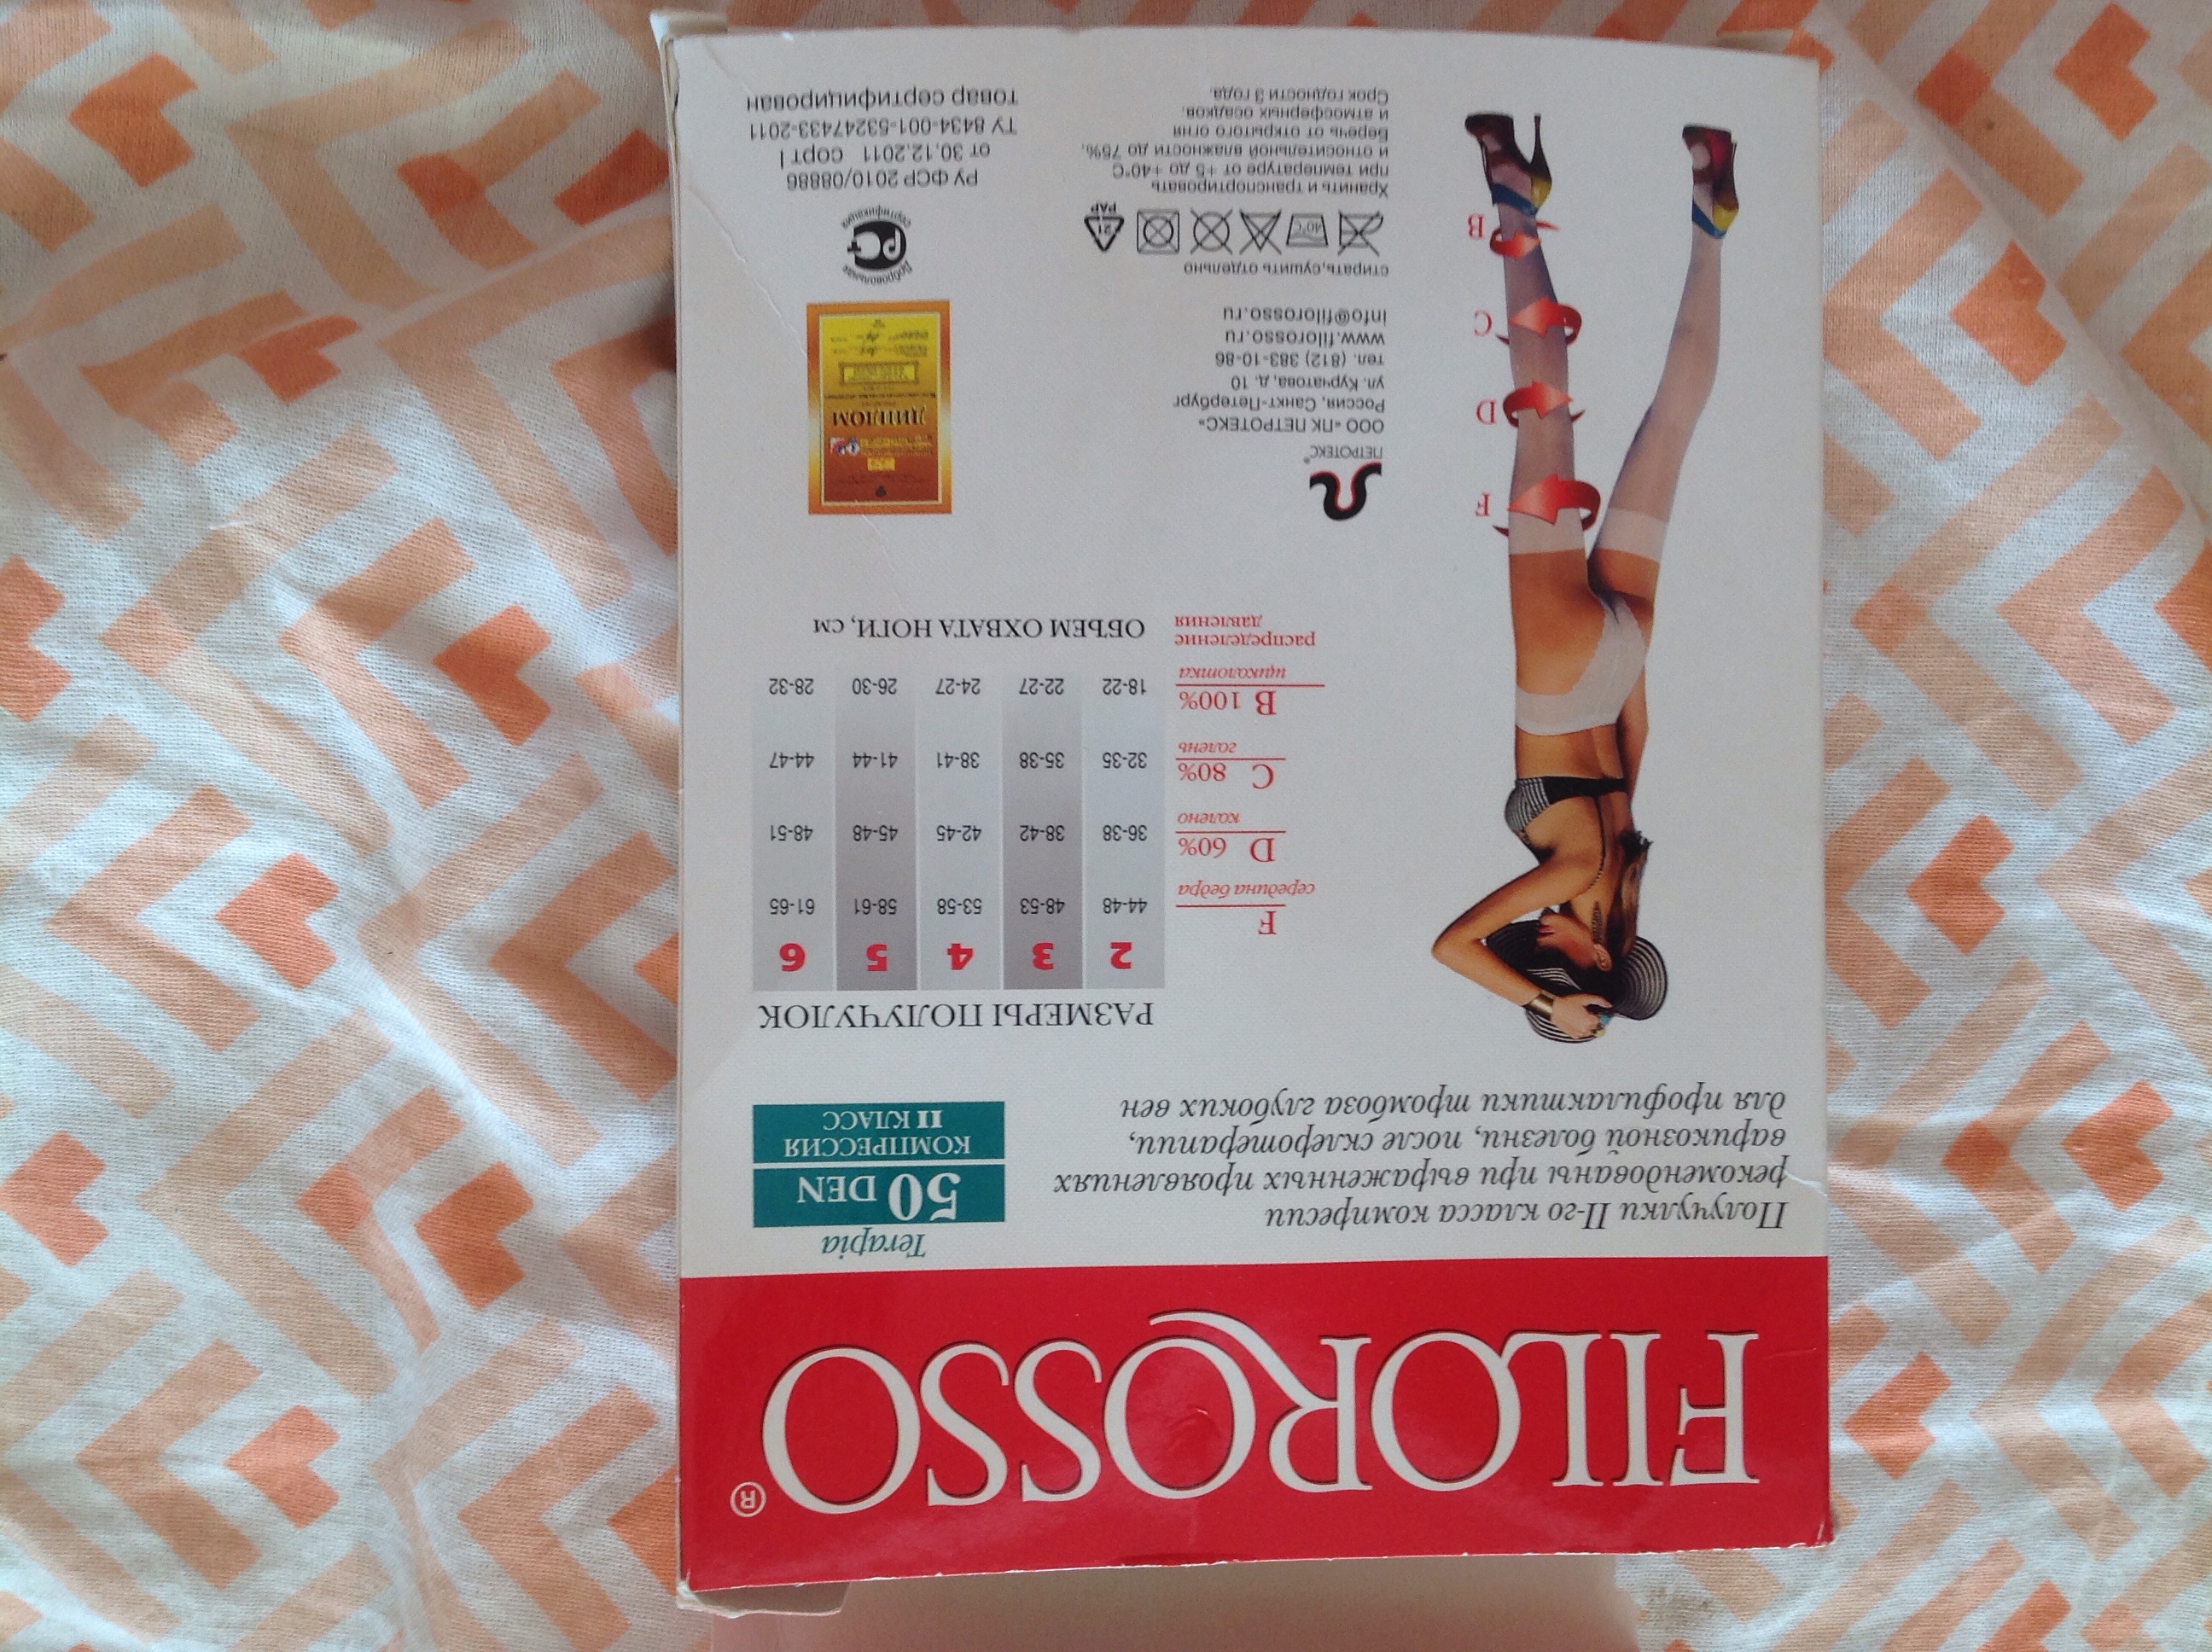 FILOROSSO®
Terapia
50 DEN
КОМПРЕССИЯ
II КЛАСС
Получулки II-го класса компресии
рекомендованы при выраженных проявлениях
варикозной болезни, после склеротерапии,
для профилактики тромбоза глубоких вен
РАЗМЕРЫ ПОЛУЧУЛОК
2 3 4 5 6
F 44-48 48-53 53-58 58-61 61-65
середина бедра
D 60% 36-38 38-42 42-45 45-48 48-51
колено
C 80% 32-35 35-38 38-41 41-44 44-47
голень
B 100% 18-22 22-27 24-27 26-30 28-32
щиколотка
распределение
давления
ОБЪЕМ ОХВАТА НОГИ, см
F
D
C
B
ПЕТРОТЕКС®
ООО «ПК ПЕТРОТЕКС»
Россия, Санкт-Петербург
ул. Курчатова, д. 10
тел. (812) 383-10-86
www.filorosso.ru
info@filorosso.ru
ДИПЛОМ
стирать,сушить отдельно
40°C
21
PAP
Хранить и транспортировать
при температуре от +5 до +40°C
и относительной влажности до 75%.
Беречь от открытого огня
и атмосферных осадков.
Срок годности 3 года.
добровольная
РСТ
сертификация
РУ ФСР 2010/08886
от 30.12.2011 сорт I
ТУ 8434-001-53247433-2011
товар сертифицирован